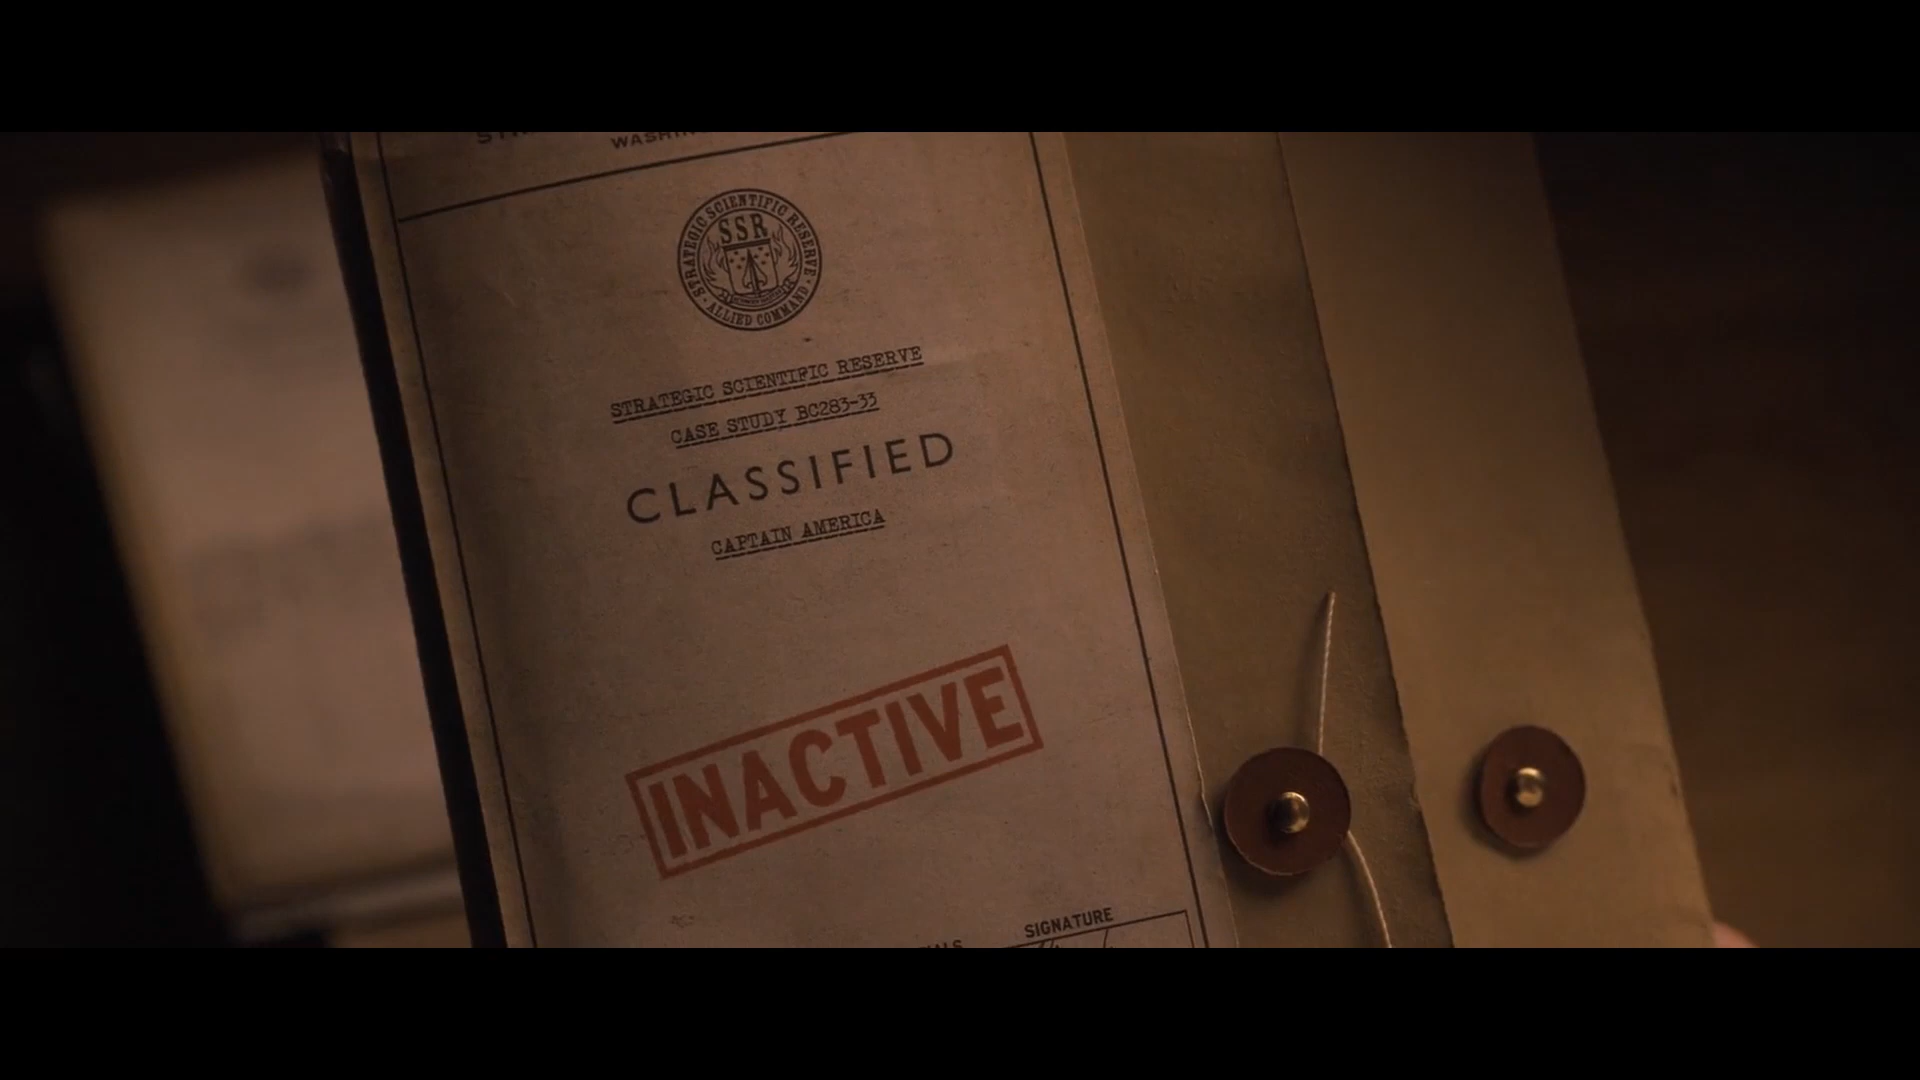 STRATEGIC SCIENTIFIC RESERVE
SSR
ALLIED COMMAND
STRATEGIC SCIENTIFIC RESERVE
CASE STUDY BC283-33
CLASSIFIED
CAPTAIN AMERICA
INACTIVE
SIGNATURE